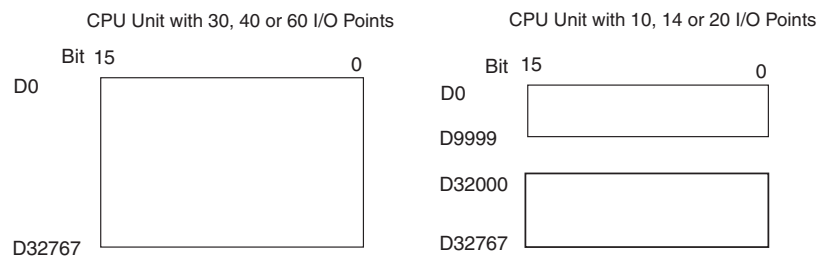 CPU Unit with 30, 40 or 60 I/O Points
Bit 15 0
D0
D32767
CPU Unit with 10, 14 or 20 I/O Points
Bit 15 0
D0
D9999
D32000
D32767